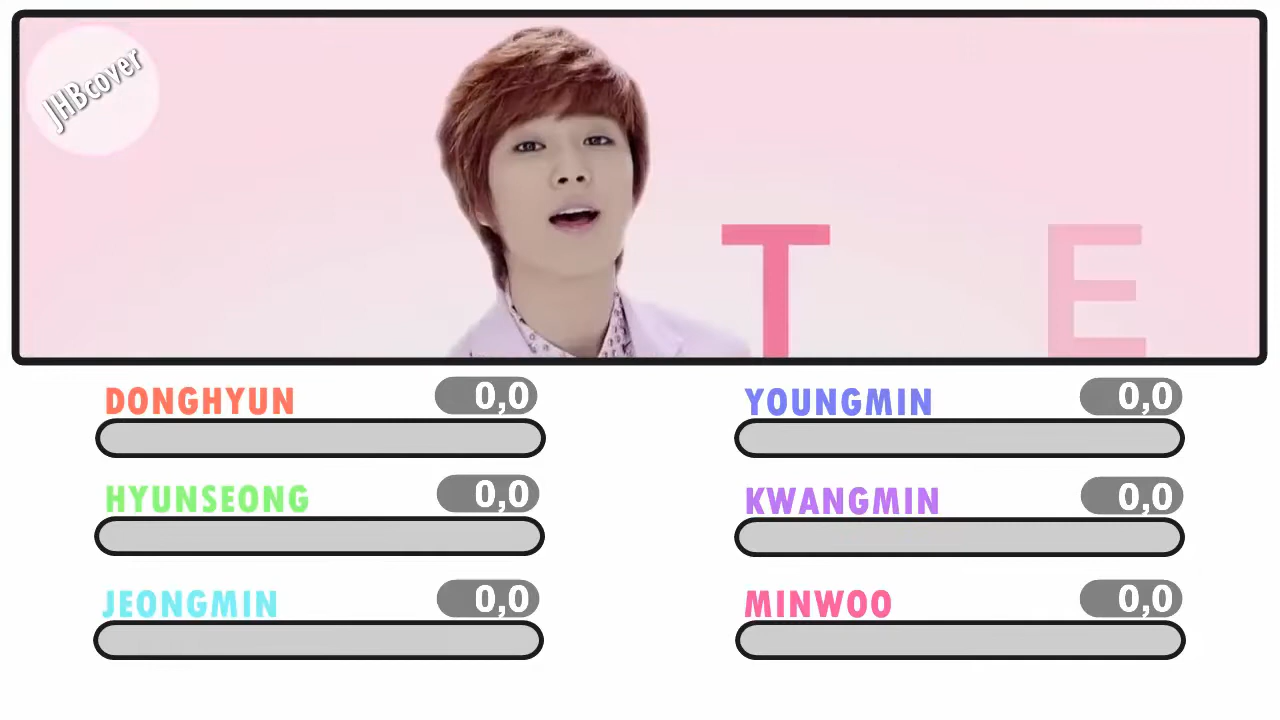 JHBcover
T E
DONGHYUN 0,0
YOUNGMIN 0,0
HYUNSEONG 0,0
KWANGMIN 0,0
JEONGMIN 0,0
MINWOO 0,0